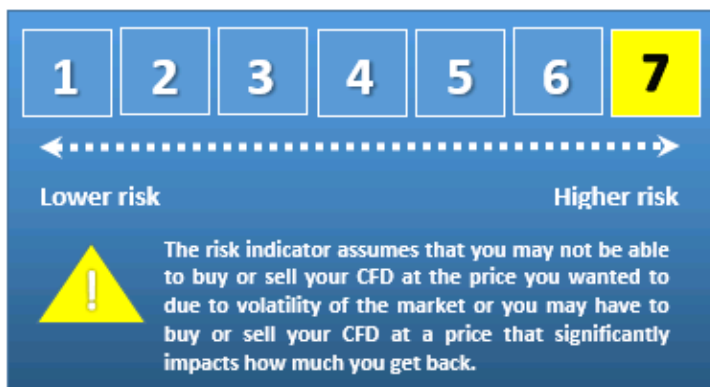 1 2 3 4 5 6 7
Lower risk Higher risk
!
The risk indicator assumes that you may not be able
to buy or sell your CFD at the price you wanted to
due to volatility of the market or you may have to
buy or sell your CFD at a price that significantly
impacts how much you get back.